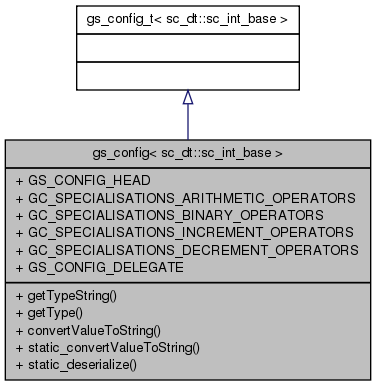 gs_config_t< sc_dt::sc_int_base >
gs_config< sc_dt::sc_int_base >
+ GS_CONFIG_HEAD
+ GC_SPECIALISATIONS_ARITHMETIC_OPERATORS
+ GC_SPECIALISATIONS_BINARY_OPERATORS
+ GC_SPECIALISATIONS_INCREMENT_OPERATORS
+ GC_SPECIALISATIONS_DECREMENT_OPERATORS
+ GS_CONFIG_DELEGATE
+ getTypeString()
+ getType()
+ convertValueToString()
+ static_convertValueToString()
+ static_deserialize()